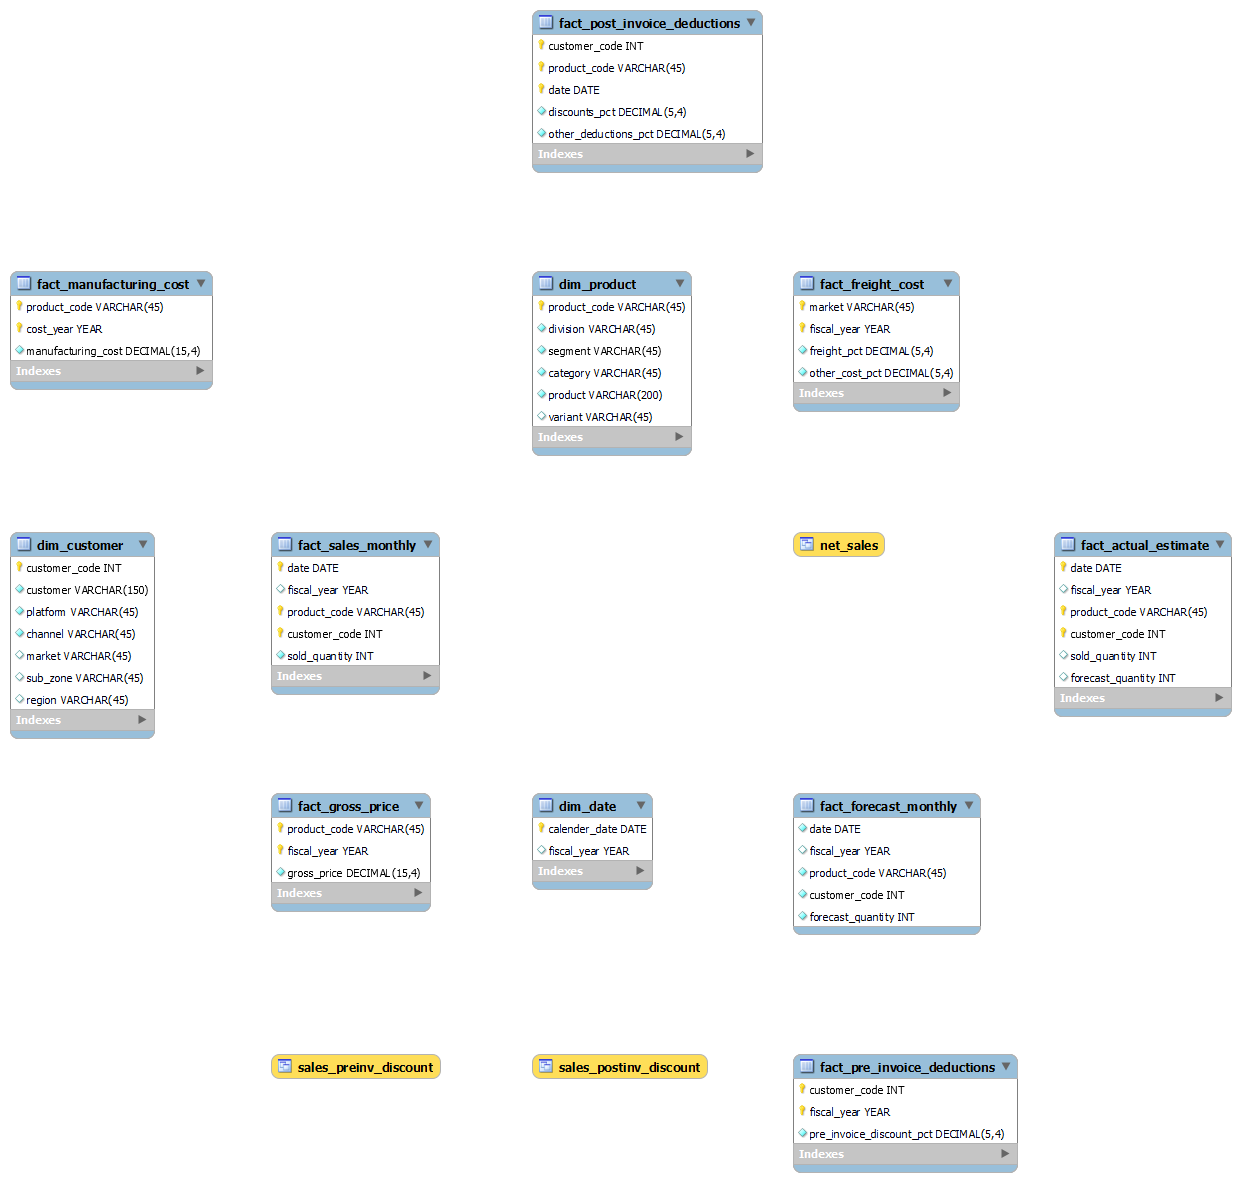 fact_post_invoice_deductions
customer_code INT
product_code VARCHAR(45)
date DATE
discounts_pct DECIMAL(5,4)
other_deductions_pct DECIMAL(5,4)
Indexes
fact_manufacturing_cost
product_code VARCHAR(45)
cost_year YEAR
manufacturing_cost DECIMAL(15,4)
Indexes
dim_product
product_code VARCHAR(45)
division VARCHAR(45)
segment VARCHAR(45)
category VARCHAR(45)
product VARCHAR(200)
variant VARCHAR(45)
Indexes
fact_freight_cost
market VARCHAR(45)
fiscal_year YEAR
freight_pct DECIMAL(5,4)
other_cost_pct DECIMAL(5,4)
Indexes
dim_customer
customer_code INT
customer VARCHAR(150)
platform VARCHAR(45)
channel VARCHAR(45)
market VARCHAR(45)
sub_zone VARCHAR(45)
region VARCHAR(45)
Indexes
fact_sales_monthly
date DATE
fiscal_year YEAR
product_code VARCHAR(45)
customer_code INT
sold_quantity INT
Indexes
net_sales
fact_actual_estimate
date DATE
fiscal_year YEAR
product_code VARCHAR(45)
customer_code INT
sold_quantity INT
forecast_quantity INT
Indexes
fact_gross_price
product_code VARCHAR(45)
fiscal_year YEAR
gross_price DECIMAL(15,4)
Indexes
dim_date
calender_date DATE
fiscal_year YEAR
Indexes
fact_forecast_monthly
date DATE
fiscal_year YEAR
product_code VARCHAR(45)
customer_code INT
forecast_quantity INT
sales_preinv_discount
sales_postinv_discount
fact_pre_invoice_deductions
customer_code INT
fiscal_year YEAR
pre_invoice_discount_pct DECIMAL(5,4)
Indexes